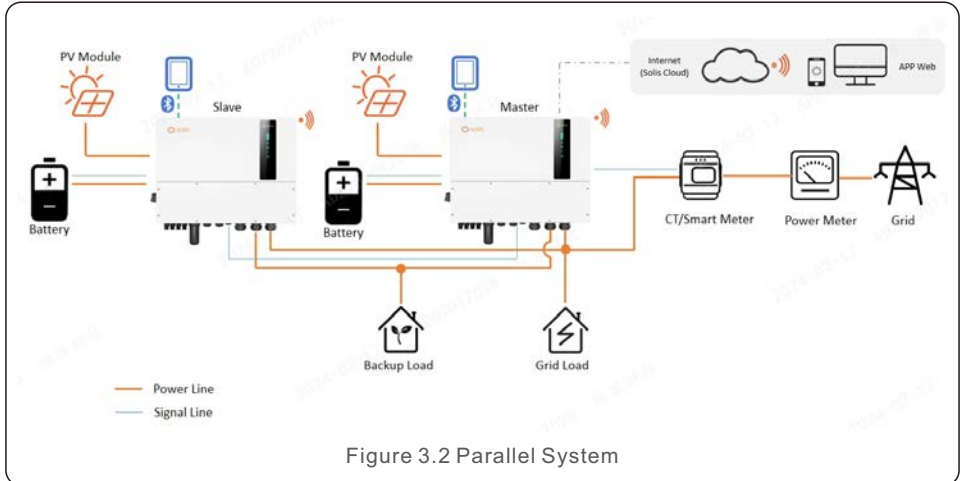 PV Module
PV Module
Slave
Master
Internet
(Solis Cloud)
APP Web
Battery
Battery
CT/Smart Meter
Power Meter
Grid
Backup Load
Grid Load
Power Line
Signal Line
Figure 3.2 Parallel System